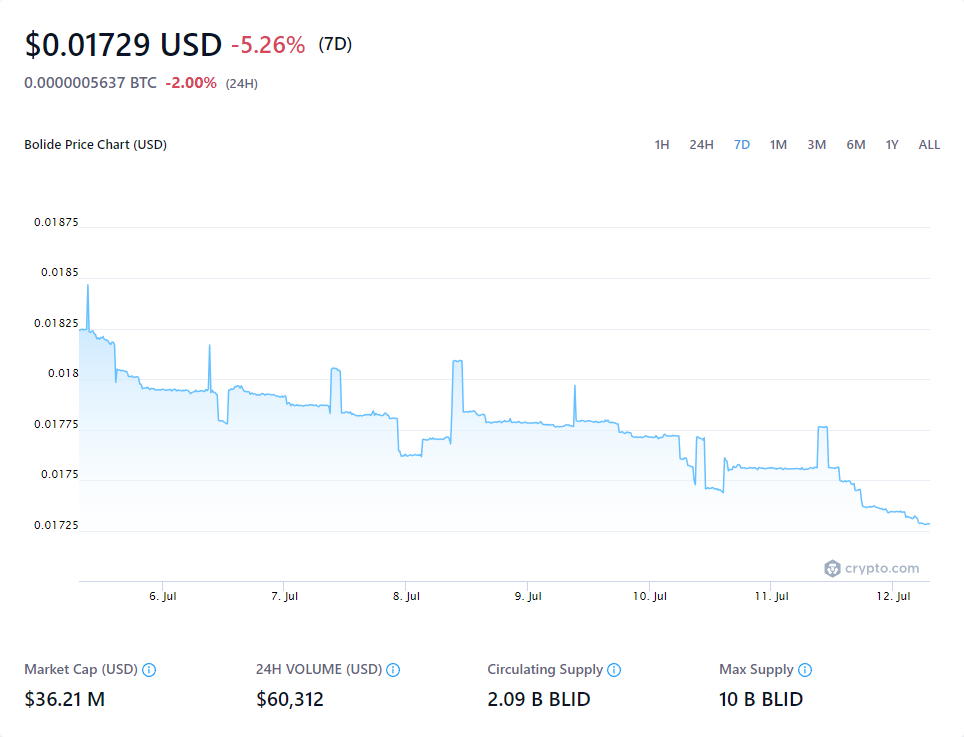 $0.01729 USD -5.26% (7D)
0.0000005637 BTC -2.00% (24H)
Bolide Price Chart (USD)
1H 24H 7D 1M 3M 6M 1Y ALL
0.01875
0.0185
0.01825
0.018
0.01775
0.0175
0.01725
crypto.com
6. Jul 7. Jul 8. Jul 9. Jul 10. Jul 11. Jul 12. Jul
Market Cap (USD) 24H VOLUME (USD) Circulating Supply Max Supply
$36.21 M $60,312 2.09 B BLID 10 B BLID